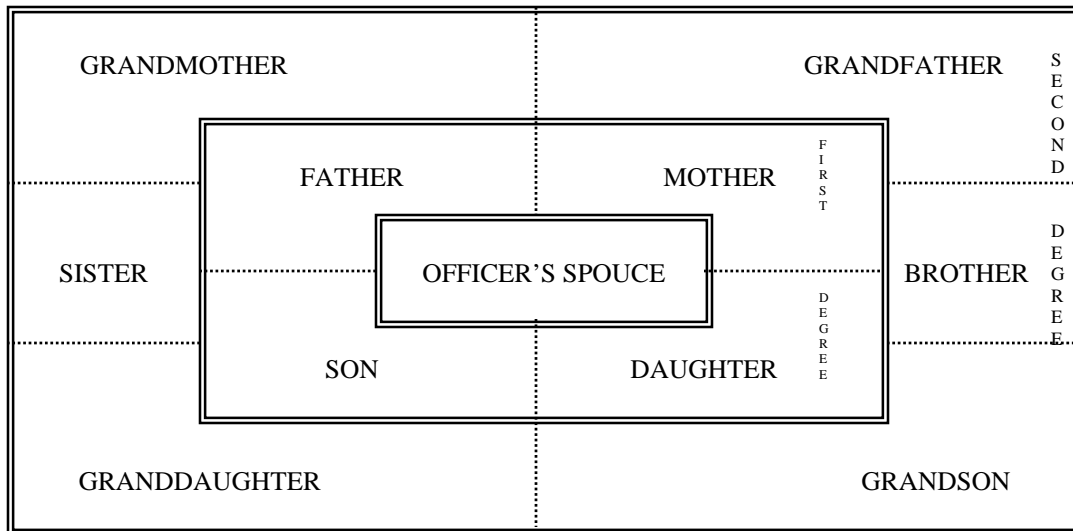 GRANDMOTHER
GRANDFATHER
SECOND DEGREE
FATHER
MOTHER
FIRST DEGREE
SISTER
OFFICER'S SPOUCE
BROTHER
SON
DAUGHTER
GRANDDAUGHTER
GRANDSON